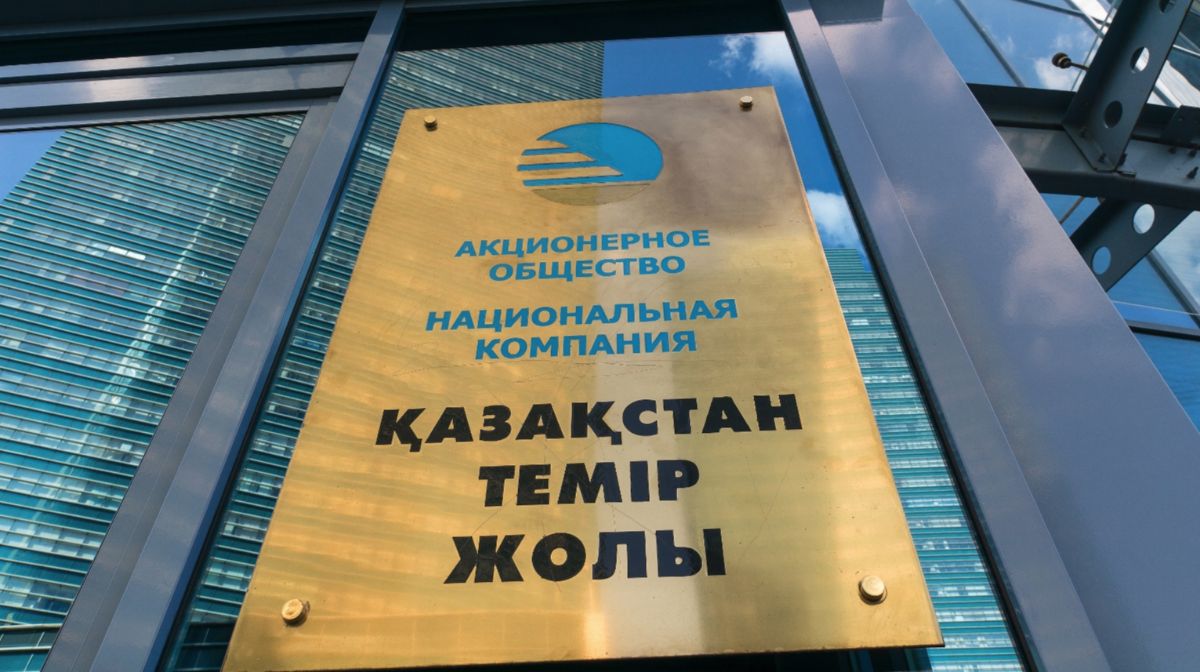 АКЦИОНЕРНОЕ
ОБЩЕСТВО
НАЦИОНАЛЬНАЯ
КОМПАНИЯ
ҚАЗАҚСТАН
ТЕМІР
ЖОЛЫ